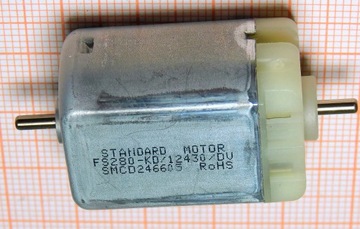 STANDARD MOTOR
FS280-KD/12430/DV
SMCD246605 RoHS